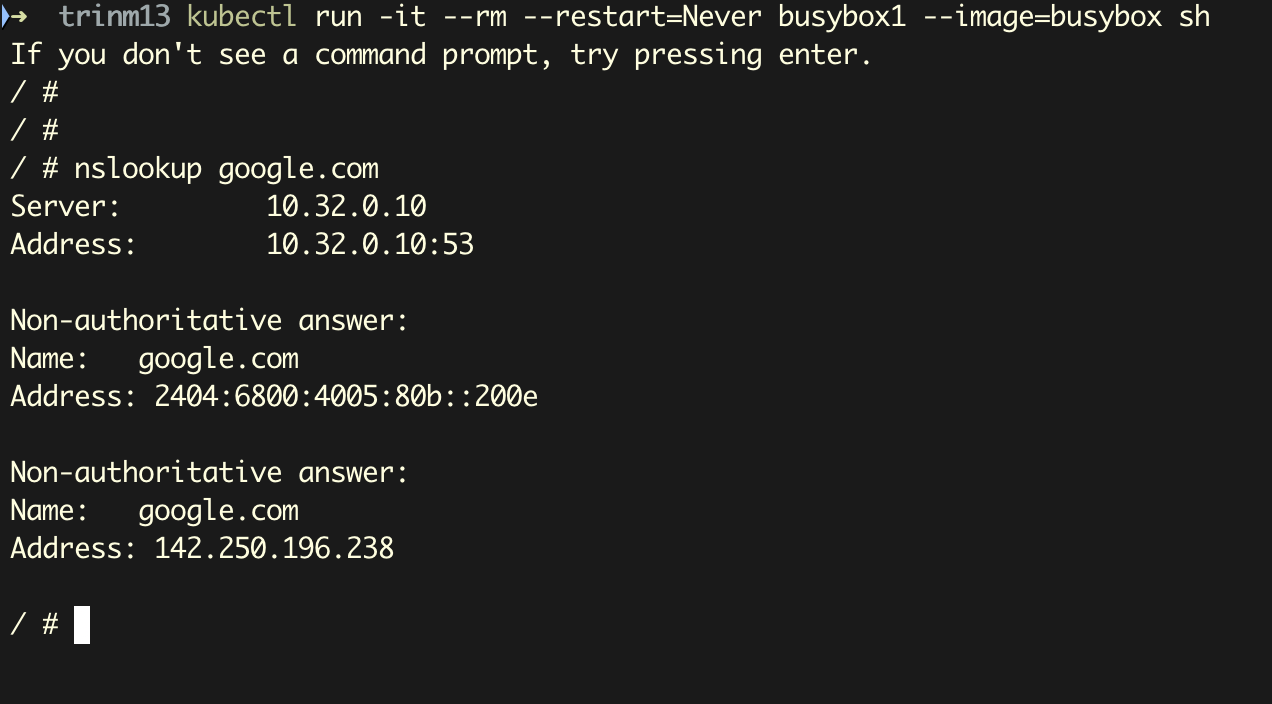 → trinm13 kubectl run -it --rm --restart=Never busybox1 --image=busybox sh
If you don't see a command prompt, try pressing enter.
/ #
/ #
/ # nslookup google.com
Server:         10.32.0.10
Address:        10.32.0.10:53

Non-authoritative answer:
Name:   google.com
Address: 2404:6800:4005:80b::200e

Non-authoritative answer:
Name:   google.com
Address: 142.250.196.238

/ #